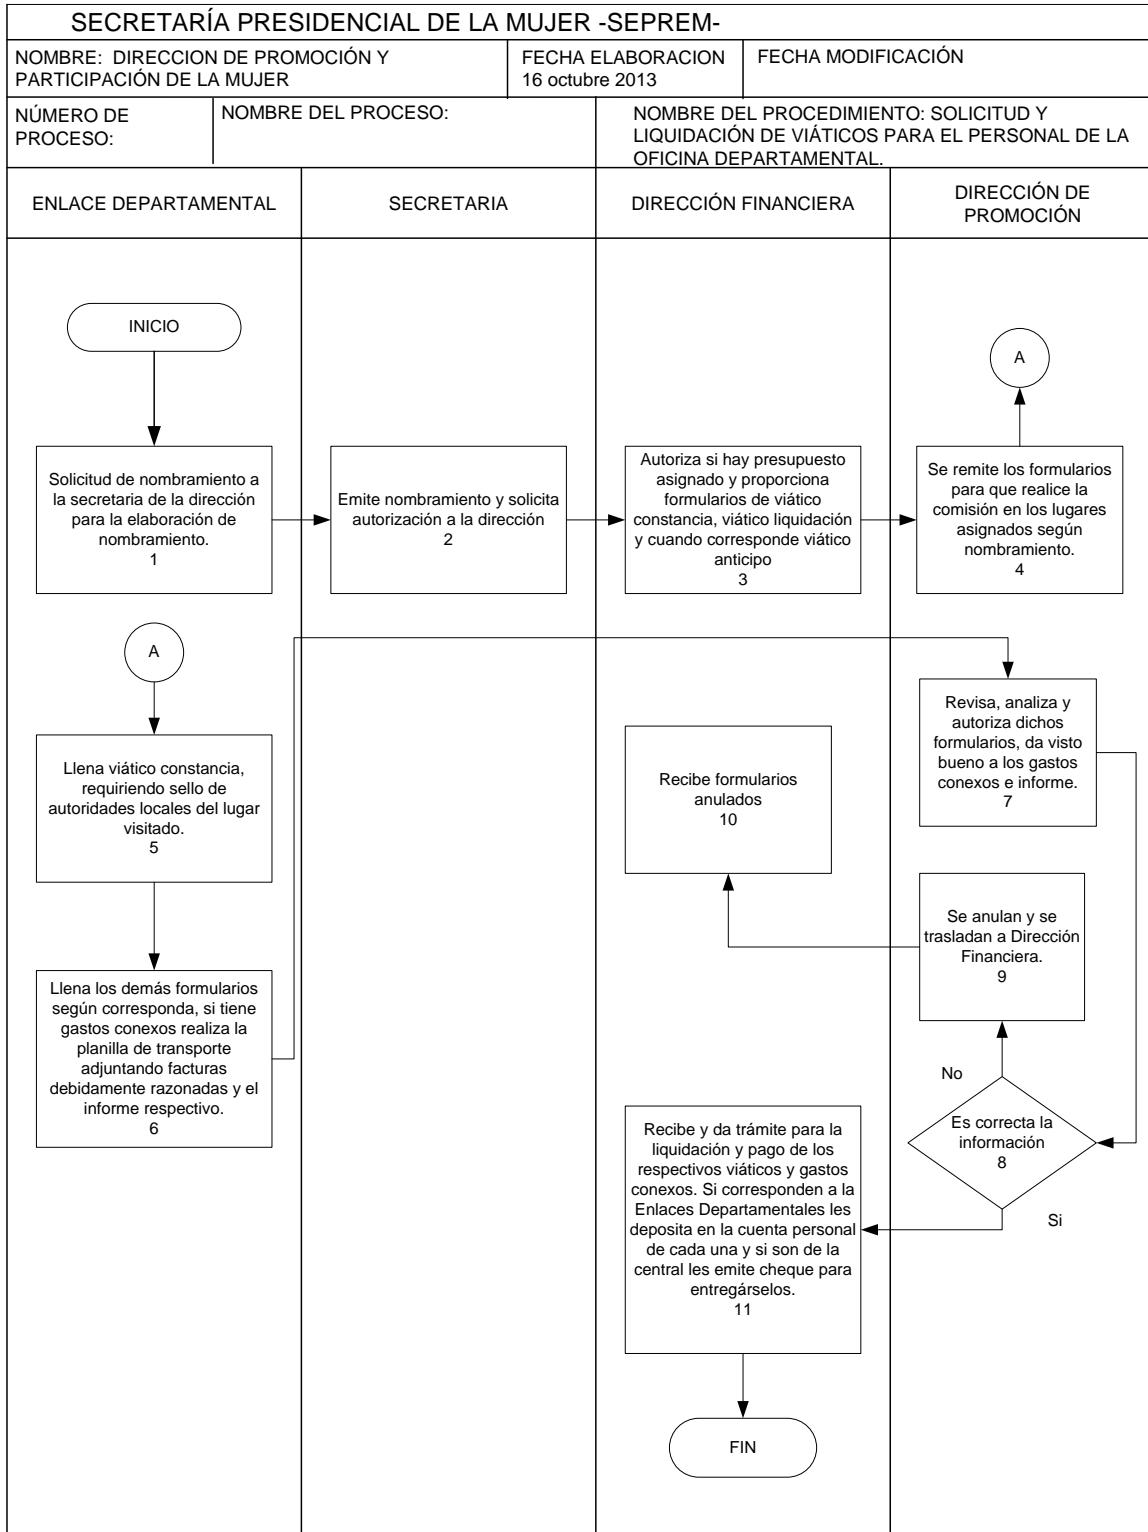 SECRETARÍA PRESIDENCIAL DE LA MUJER -SEPREM-
NOMBRE: DIRECCION DE PROMOCIÓN Y
PARTICIPACIÓN DE LA MUJER
FECHA ELABORACION
16 octubre 2013
FECHA MODIFICACIÓN
NÚMERO DE
PROCESO:
NOMBRE DEL PROCESO:
NOMBRE DEL PROCEDIMIENTO: SOLICITUD Y
LIQUIDACIÓN DE VIÁTICOS PARA EL PERSONAL DE LA
OFICINA DEPARTAMENTAL.
ENLACE DEPARTAMENTAL
SECRETARIA
DIRECCIÓN FINANCIERA
DIRECCIÓN DE
PROMOCIÓN
INICIO
A
Solicitud de nombramiento a
la secretaria de la dirección
para la elaboración de
nombramiento.
1
Emite nombramiento y solicita
autorización a la dirección
2
Autoriza si hay presupuesto
asignado y proporciona
formularios de viático
constancia, viático liquidación
y cuando corresponde viático
anticipo
3
Se remite los formularios
para que realice la
comisión en los lugares
asignados según
nombramiento.
4
A
Llena viático constancia,
requiriendo sello de
autoridades locales del lugar
visitado.
5
Llena los demás formularios
según corresponda, si tiene
gastos conexos realiza la
planilla de transporte
adjuntando facturas
debidamente razonadas y el
informe respectivo.
6
Revisa, analiza y
autoriza dichos
formularios, da visto
bueno a los gastos
conexos e informe.
7
Es correcta la
información
8
No
Si
Se anulan y se
trasladan a Dirección
Financiera.
9
Recibe formularios
anulados
10
Recibe y da trámite para la
liquidación y pago de los
respectivos viáticos y gastos
conexos. Si corresponden a la
Enlaces Departamentales les
deposita en la cuenta personal
de cada una y si son de la
central les emite cheque para
entregárselos.
11
FIN